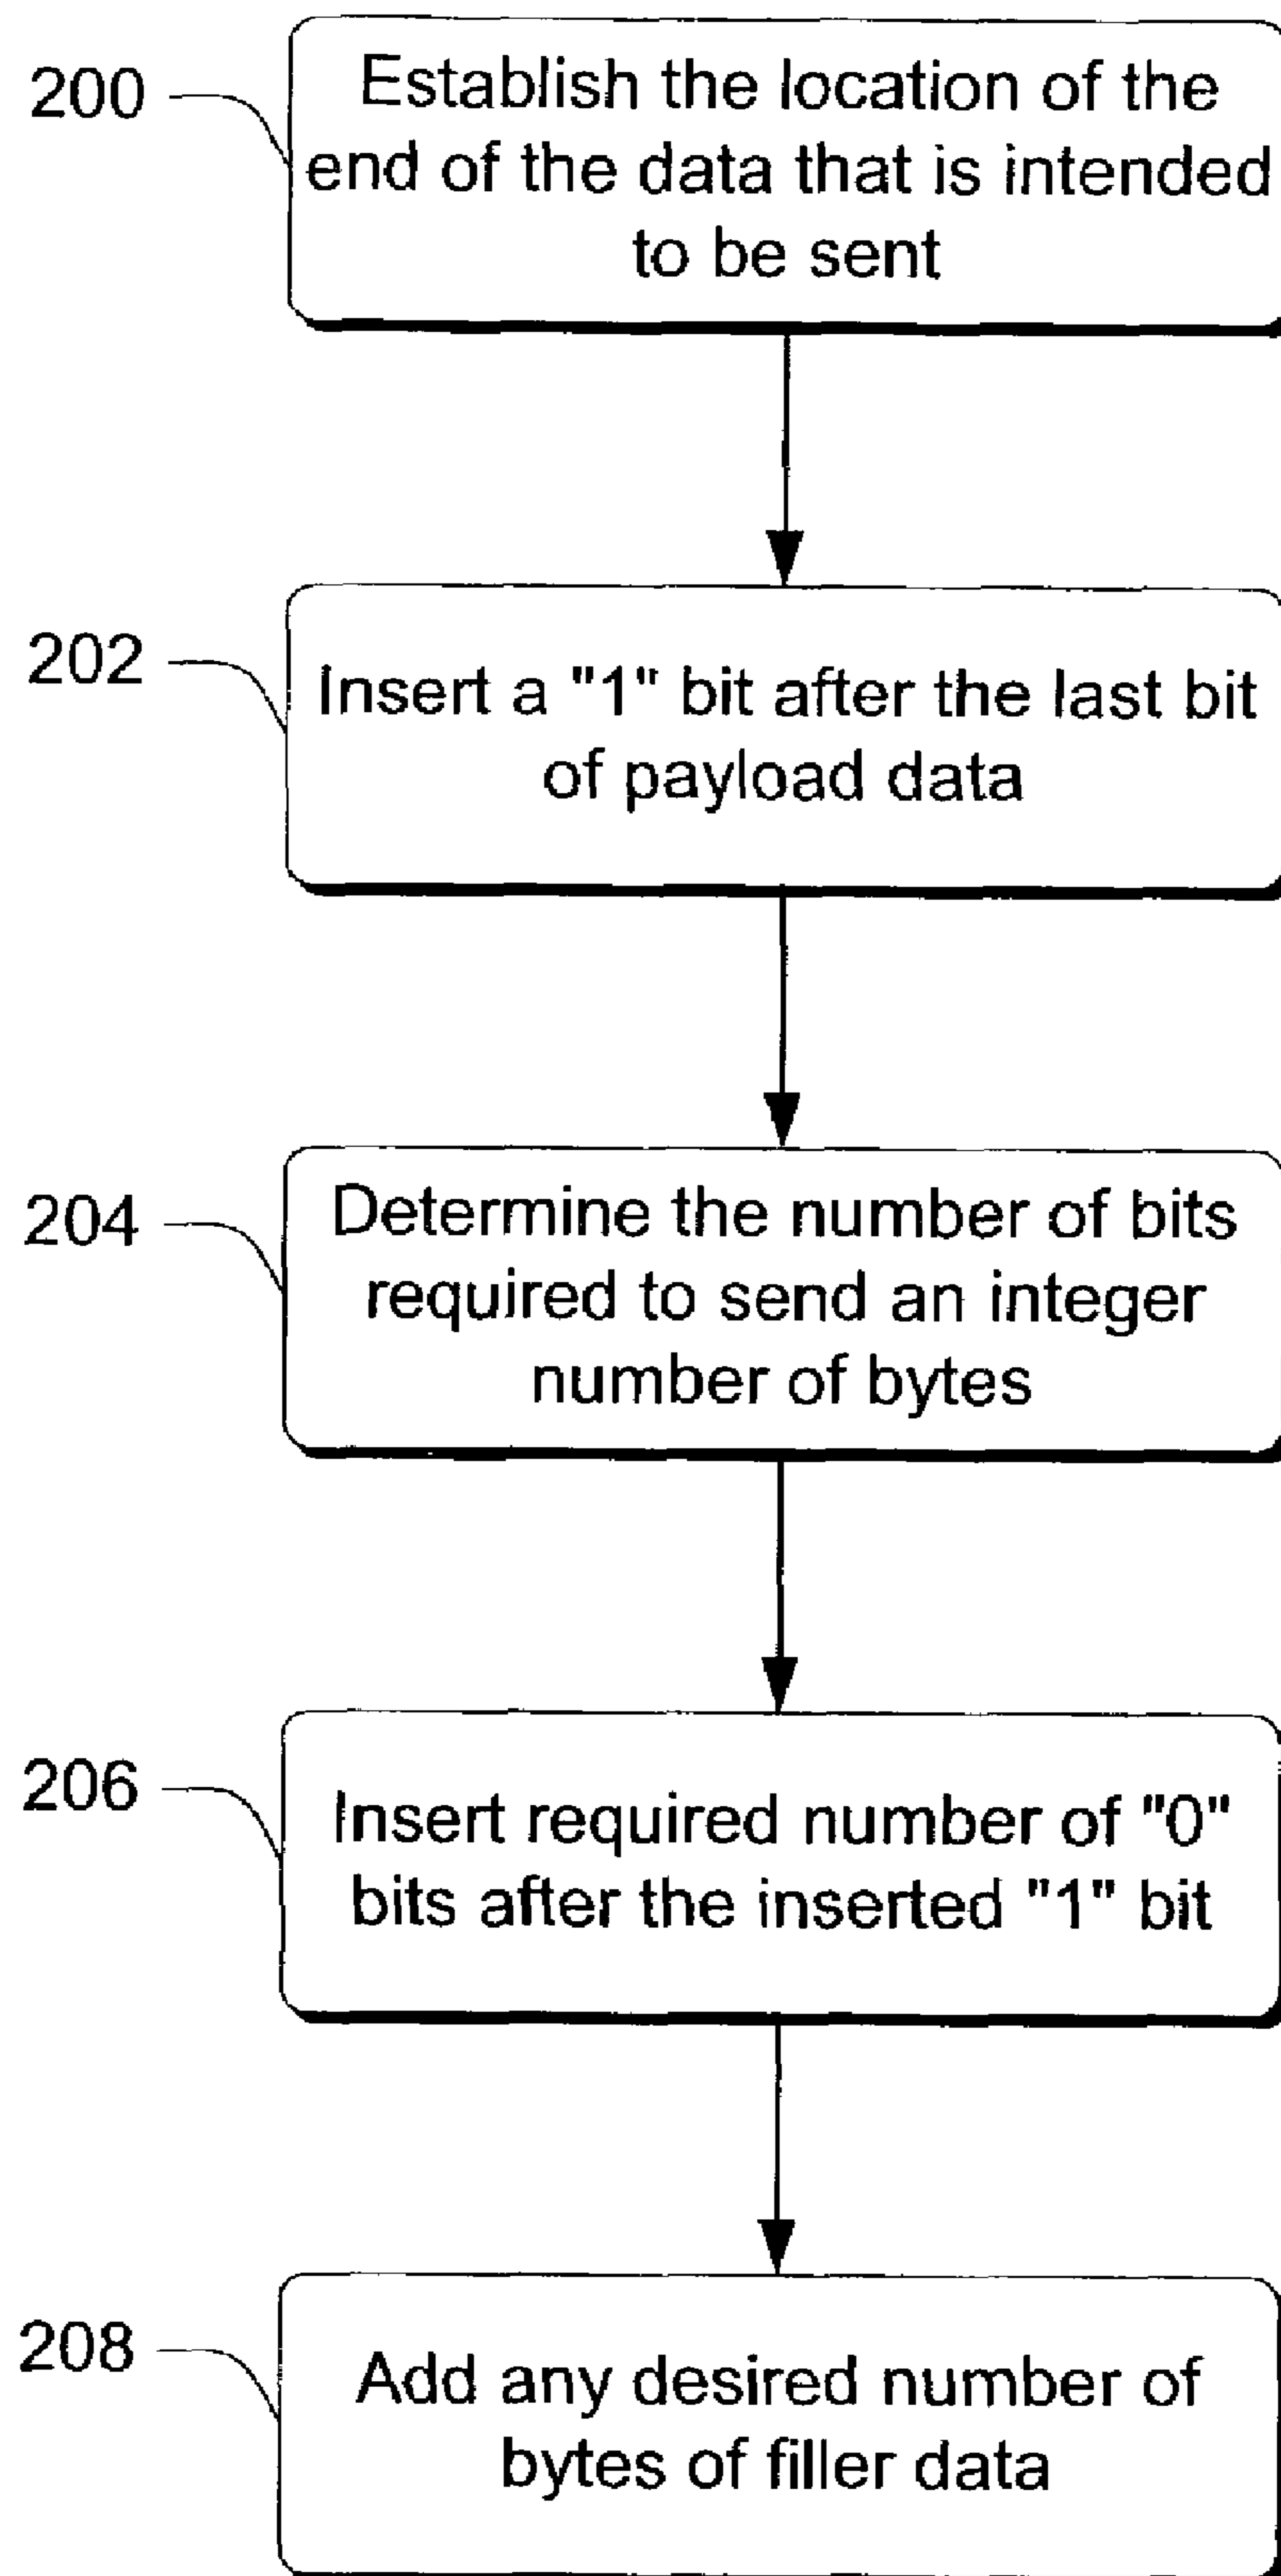 200
Establish the location of the
end of the data that is intended
to be sent
202
Insert a "1" bit after the last bit
of payload data
204
Determine the number of bits
required to send an integer
number of bytes
206
Insert required number of "0"
bits after the inserted "1" bit
208
Add any desired number of
bytes of filler data